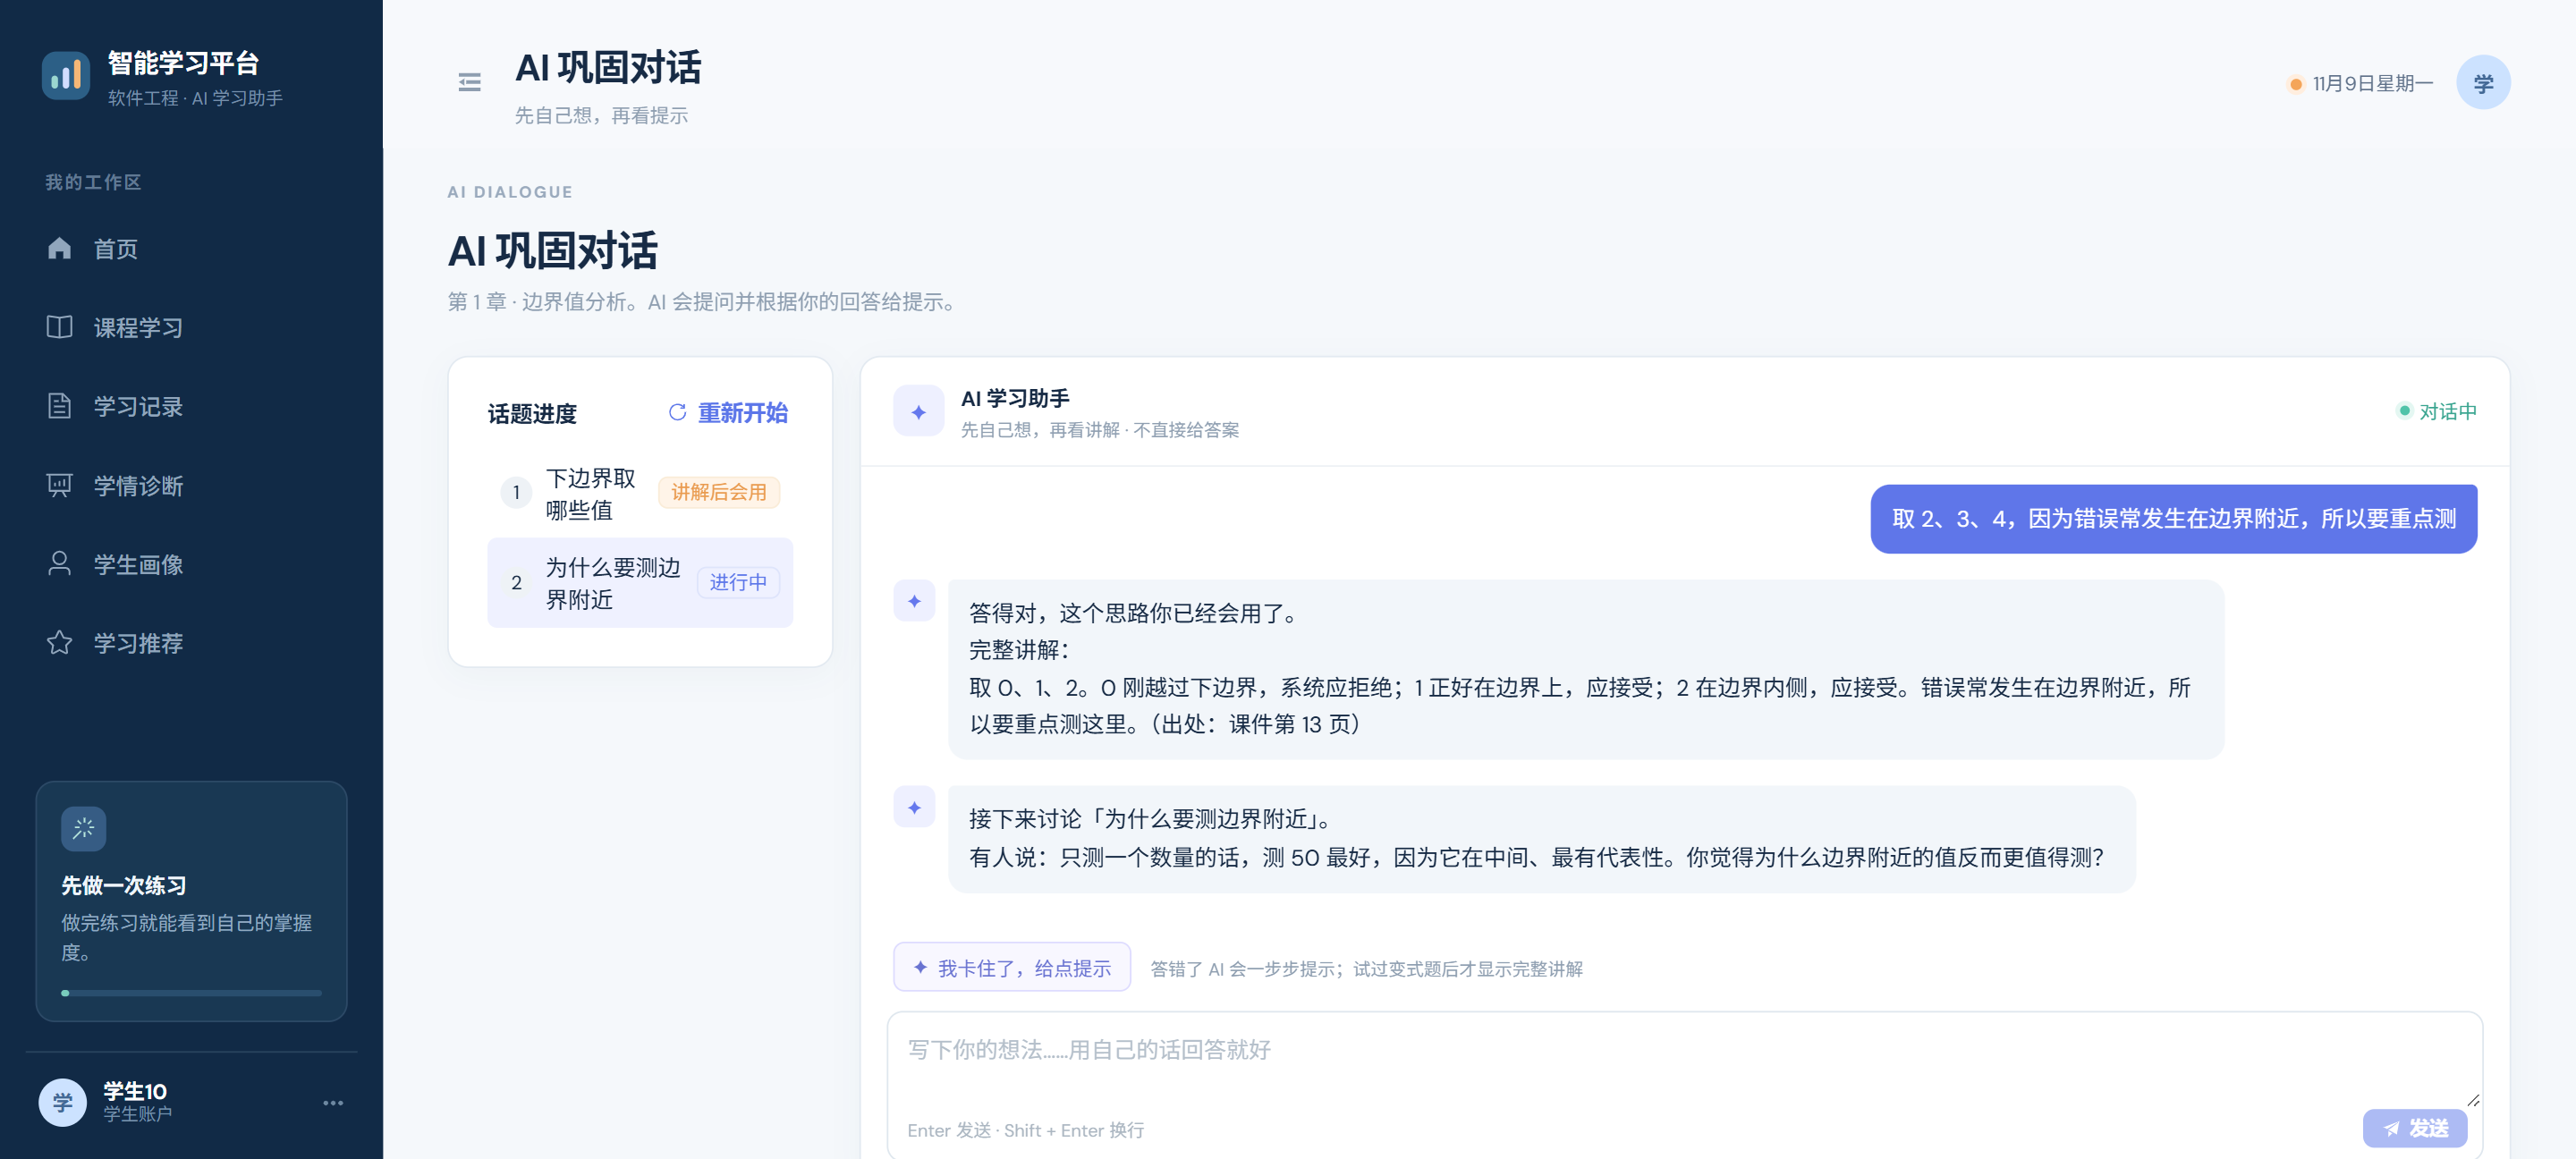 智能学习平台
软件工程 · AI 学习助手
我的工作区
首页
课程学习
学习记录
学情诊断
学生画像
学习推荐
先做一次练习
做完练习就能看到自己的掌握
度。
学
学生10
学生账户
AI 巩固对话
先自己想，再看提示
11月9日星期一
学
AI DIALOGUE
AI 巩固对话
第 1 章 · 边界值分析。AI 会提问并根据你的回答给提示。
话题进度
重新开始
1
下边界取
哪些值
讲解后会用
2
为什么要测边
界附近
进行中
AI 学习助手
先自己想，再看讲解 · 不直接给答案
对话中
取 2、3、4，因为错误常发生在边界附近，所以要重点测
答得对，这个思路你已经会用了。
完整讲解：
取 0、1、2。0 刚越过下边界，系统应拒绝；1 正好在边界上，应接受；2 在边界内侧，应接受。错误常发生在边界附近，所
以要重点测这里。（出处：课件第 13 页）
接下来讨论「为什么要测边界附近」。
有人说：只测一个数量的话，测 50 最好，因为它在中间、最有代表性。你觉得为什么边界附近的值反而更值得测？
我卡住了，给点提示
答错了 AI 会一步步提示；试过变式题后才显示完整讲解
写下你的想法……用自己的话回答就好
Enter 发送 · Shift + Enter 换行
发送